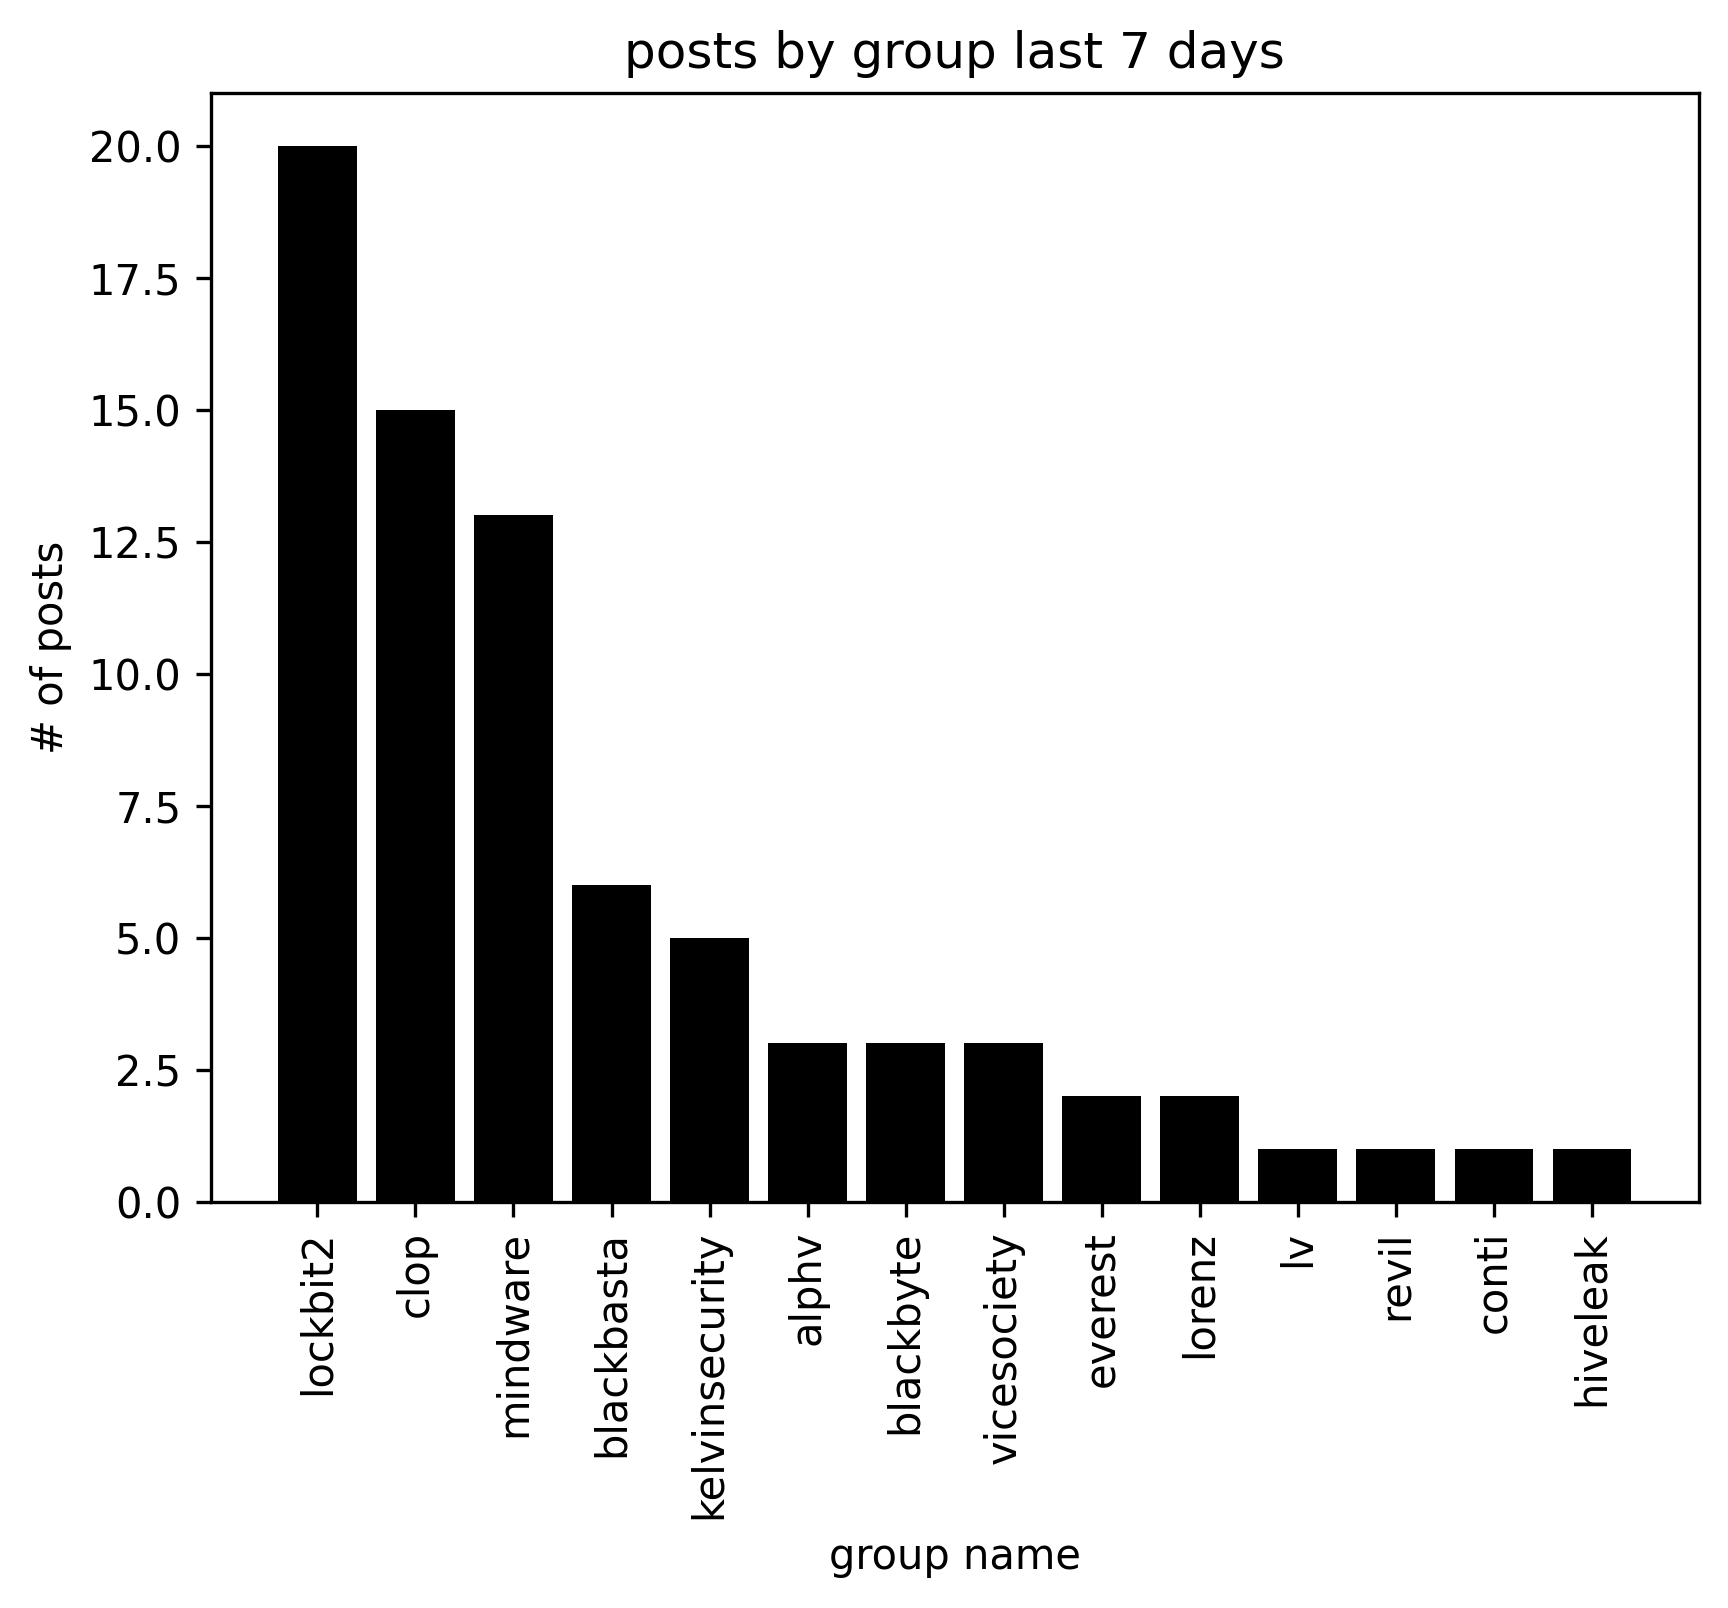 posts by group last 7 days
20.0
17.5
15.0
12.5
10.0
7.5
5.0
2.5
0.0
# of posts
lockbit2
clop
mindware
blackbasta
kelvinsecurity
alphv
blackbyte
vicesociety
everest
lorenz
lv
revil
conti
hiveleak
group name